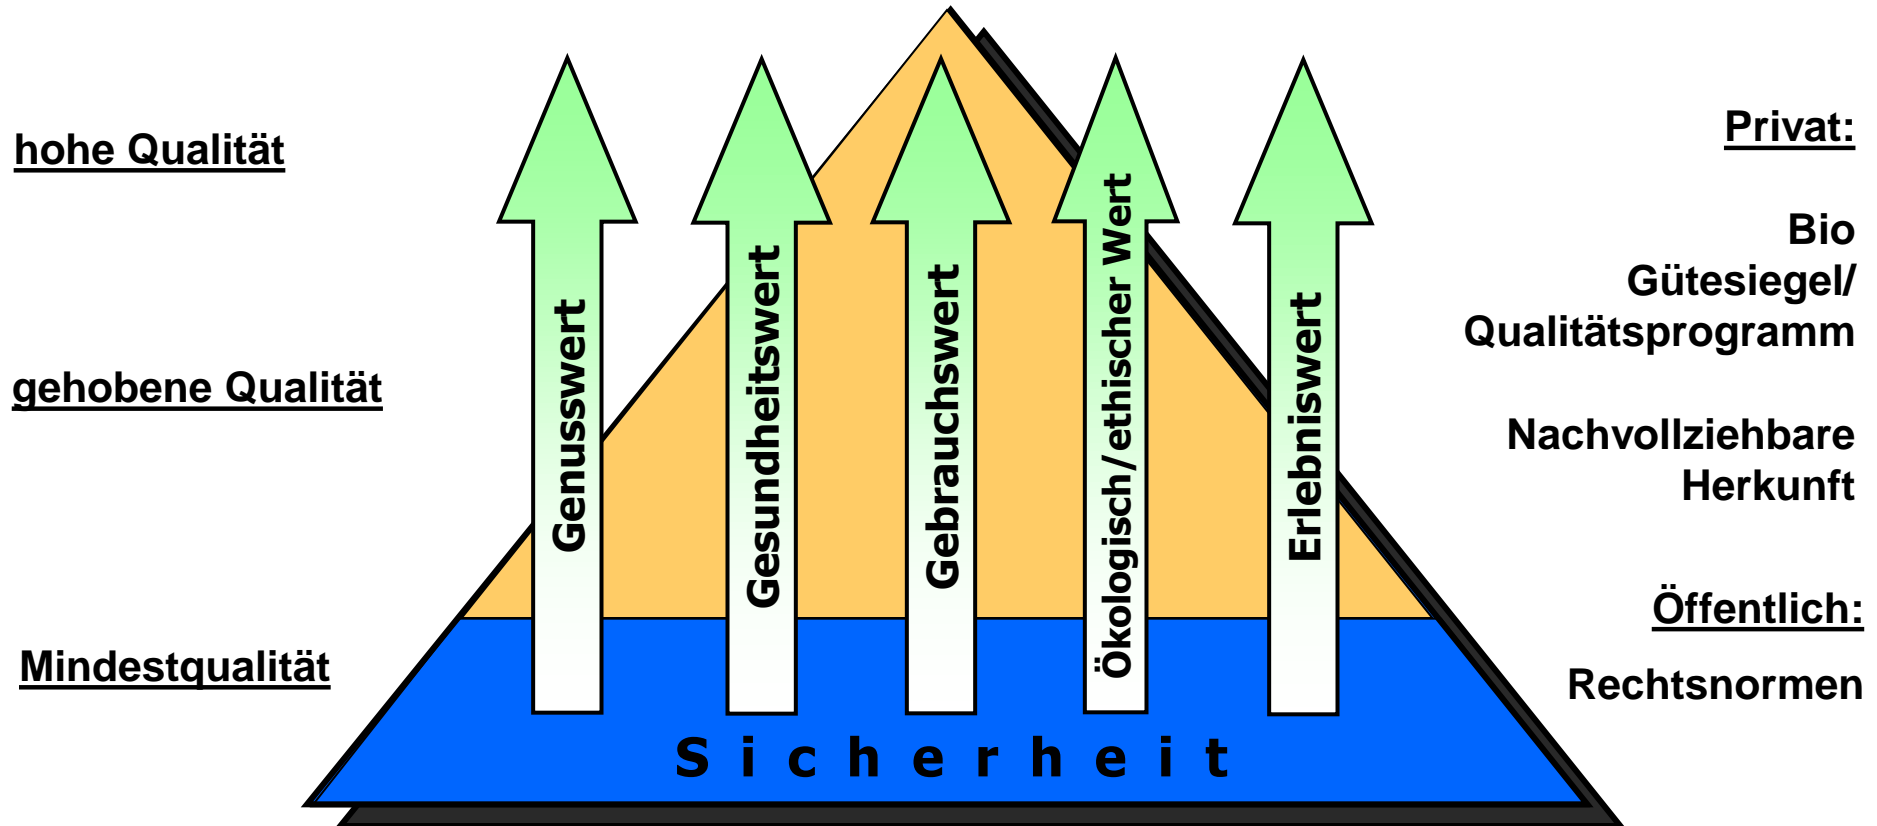 hohe Qualität
gehobene Qualität
Mindestqualität
Genusswert
Gesundheitswert
Gebrauchswert
Ökologisch/ethischer Wert
Erlebniswert
Sicherheit
Privat:
Bio
Gütesiegel/
Qualitätsprogramm
Nachvollziehbare
Herkunft
Öffentlich:
Rechtsnormen